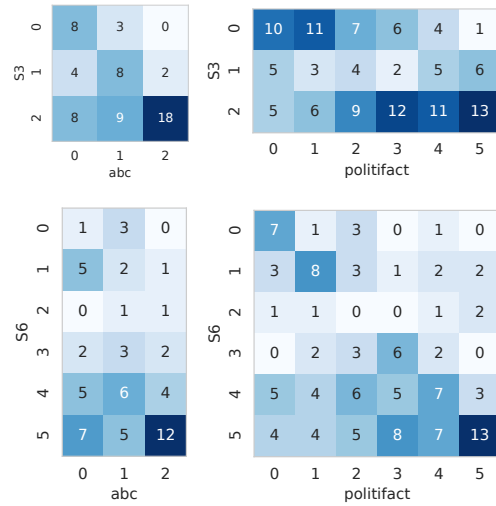 0 8 3 0
S3 1 4 8 2
2 8 9 18
0 1 2
abc
0 10 11 7 6 4 1
S3 1 5 3 4 2 5 6
2 5 6 9 12 11 13
0 1 2 3 4 5
politifact
0 1 3 0
1 5 2 1
2 0 1 1
S6
3 2 3 2
4 5 6 4
5 7 5 12
0 1 2
abc
0 7 1 3 0 1 0
1 3 8 3 1 2 2
2 1 1 0 0 1 2
S6
3 0 2 3 6 2 0
4 5 4 6 5 7 3
5 4 4 5 8 7 13
0 1 2 3 4 5
politifact